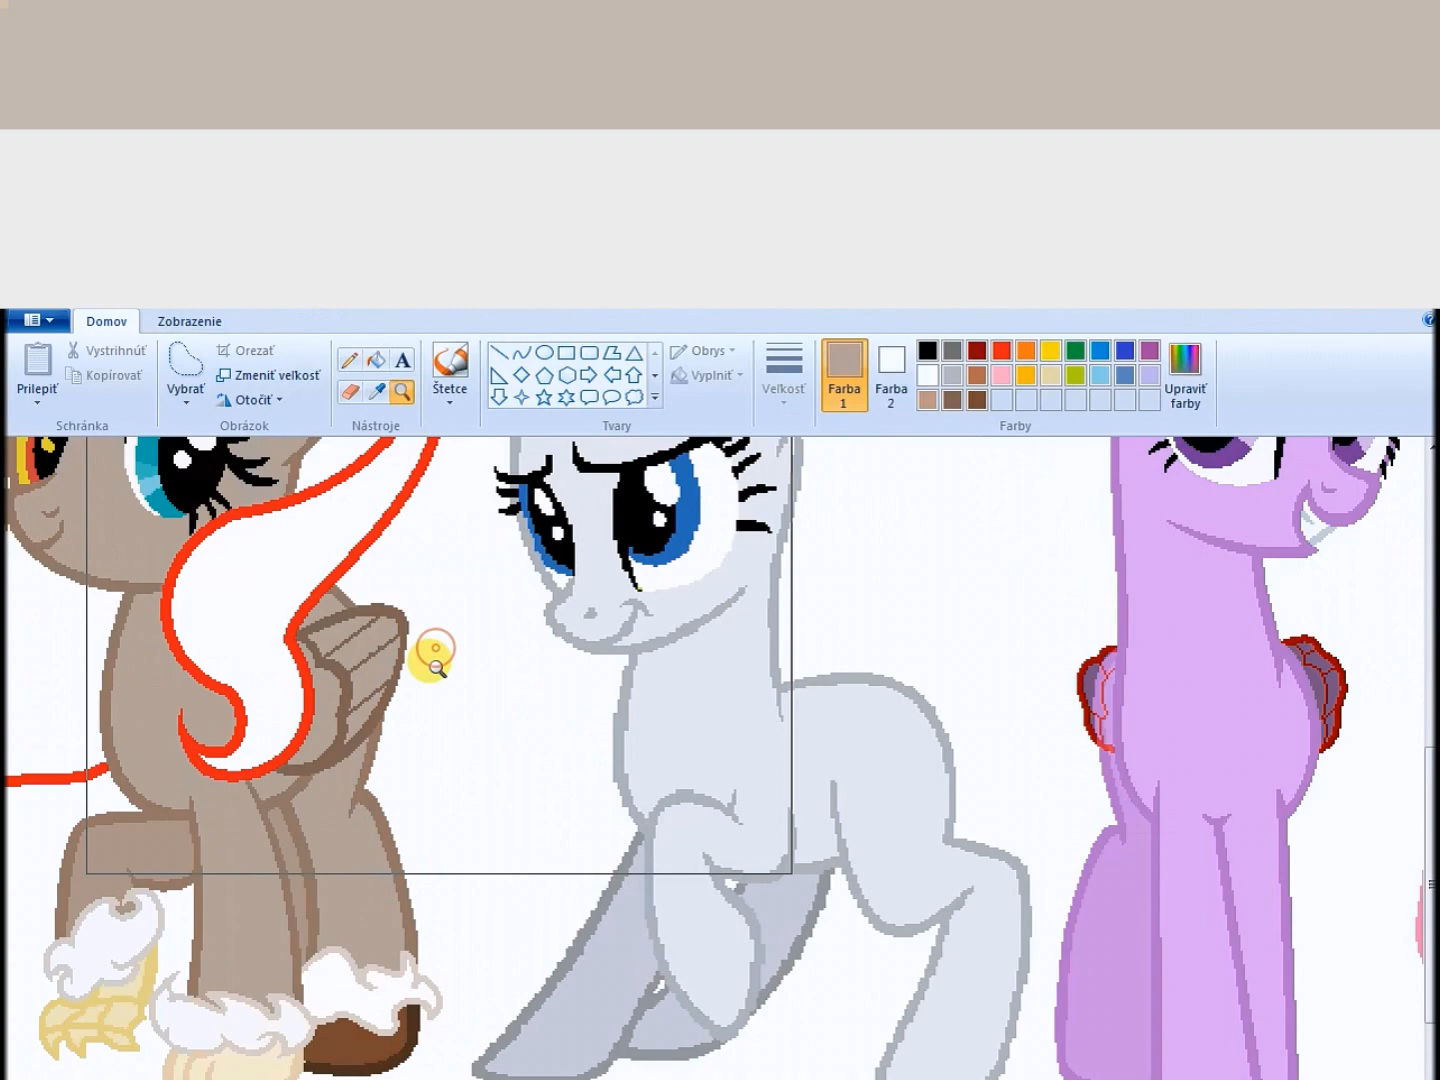 Domov Zobrazenie
Prilepiť
Vystrihnúť
Kopírovať
Schránka
Vybrať
Orezať
Zmeniť veľkosť
Otočiť
Obrázok
A
Nástroje
Štetce
Obrys
Vyplniť
Tvary
Veľkosť
Farba
1
Farba
2
Upraviť
farby
Farby